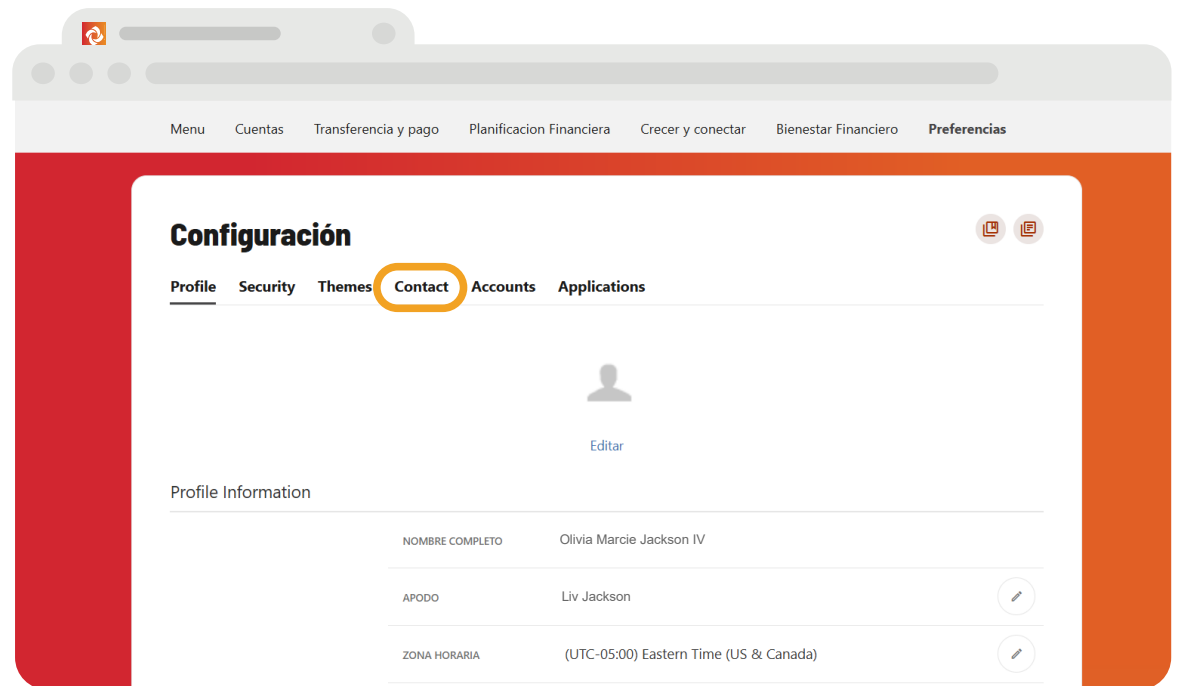 Menu Cuentas Transferencia y pago Planificacion Financiera Crecer y conectar Bienestar Financiero Preferencias
Configuración
Profile Security Themes Contact Accounts Applications
Editar
Profile Information
NOMBRE COMPLETO Olivia Marcie Jackson IV
APODO Liv Jackson
ZONA HORARIA (UTC-05:00) Eastern Time (US & Canada)